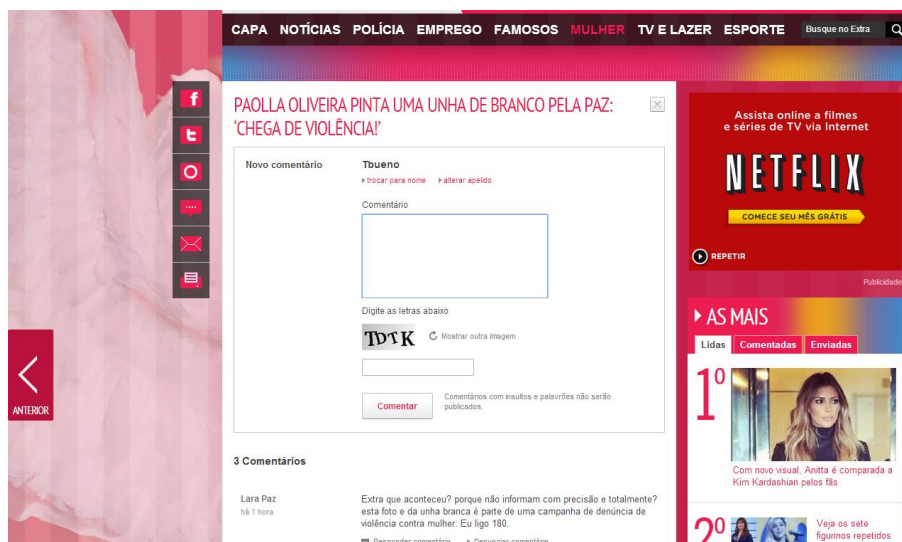 CAPA NOTÍCIAS POLÍCIA EMPREGO FAMOSOS MULHER TV E LAZER ESPORTE Busque no Extra
PAOLLA OLIVEIRA PINTA UMA UNHA DE BRANCO PELA PAZ:
‘CHEGA DE VIOLÊNCIA!’
Novo comentário
Tbueno
trocar para nome alterar apelido
Comentário
Digite as letras abaixo
TDTK
Mostrar outra imagem
Comentar
Comentários com insultos e palavrões não serão
publicados.
3 Comentários
Lara Paz
há 1 hora
Extra que aconteceu? porque não informam com precisão e totalmente?
esta foto e da unha branca é parte de uma campanha de denúncia de
violência contra mulher: Eu ligo 180.
Responder comentário Denunciar comentário
ANTERIOR
Assista online a filmes
e séries de TV via Internet
NETFLIX
COMECE SEU MÊS GRÁTIS
REPETIR
Publicidade
AS MAIS
Lidas Comentadas Enviadas
1º
Com novo visual, Anitta é comparada a
Kim Kardashian pelos fãs
2º
Veja os sete
figurinos repetidos